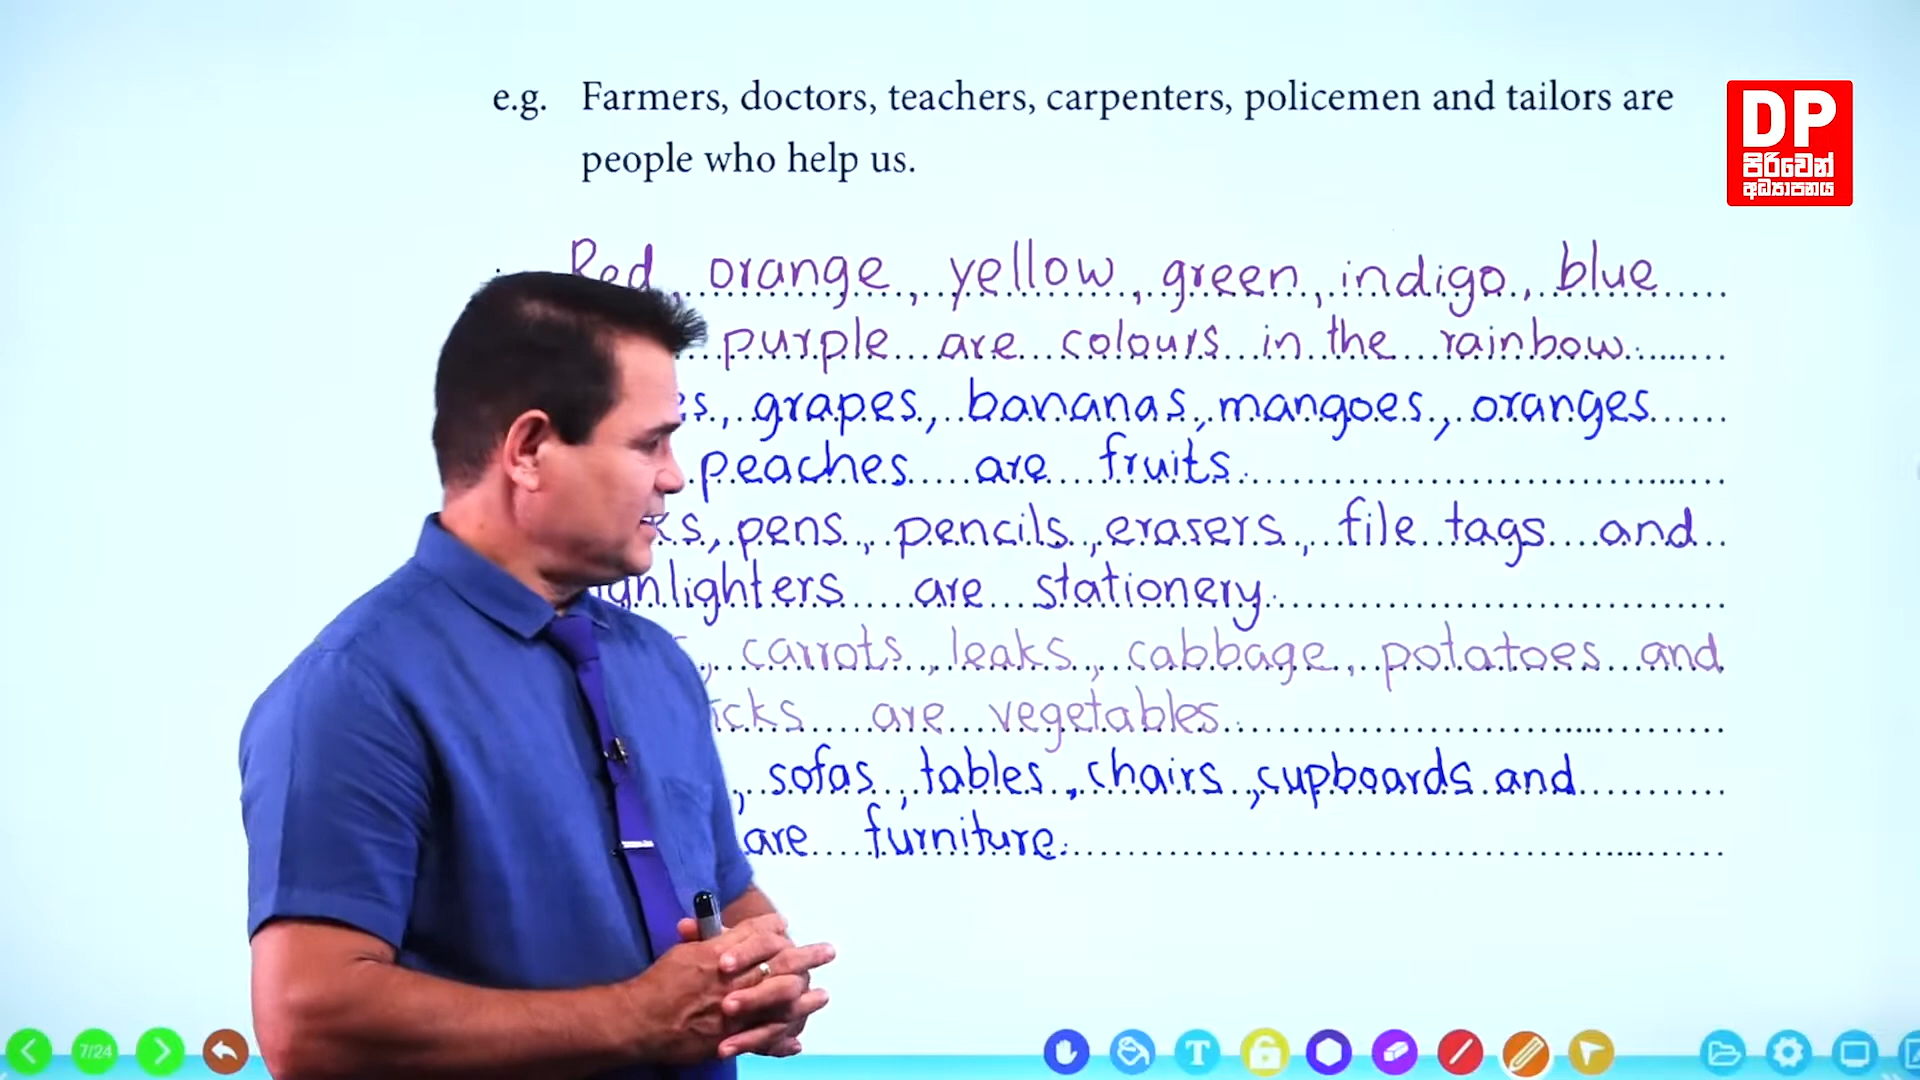 e.g. Farmers, doctors, teachers, carpenters, policemen and tailors are
people who help us.
DP
පිරිවෙන්
අධ්‍යාපනය
Red, orange, yellow, green, indigo, blue
purple are colours in the rainbow.
grapes, bananas, mangoes, oranges
peaches are fruits.
pens, pencils, erasers, file tags and
are stationery.
carrots, leaks, cabbage, potatoes and
are vegetables.
sofas, tables, chairs, cupboards and
are furniture.
7/24
T